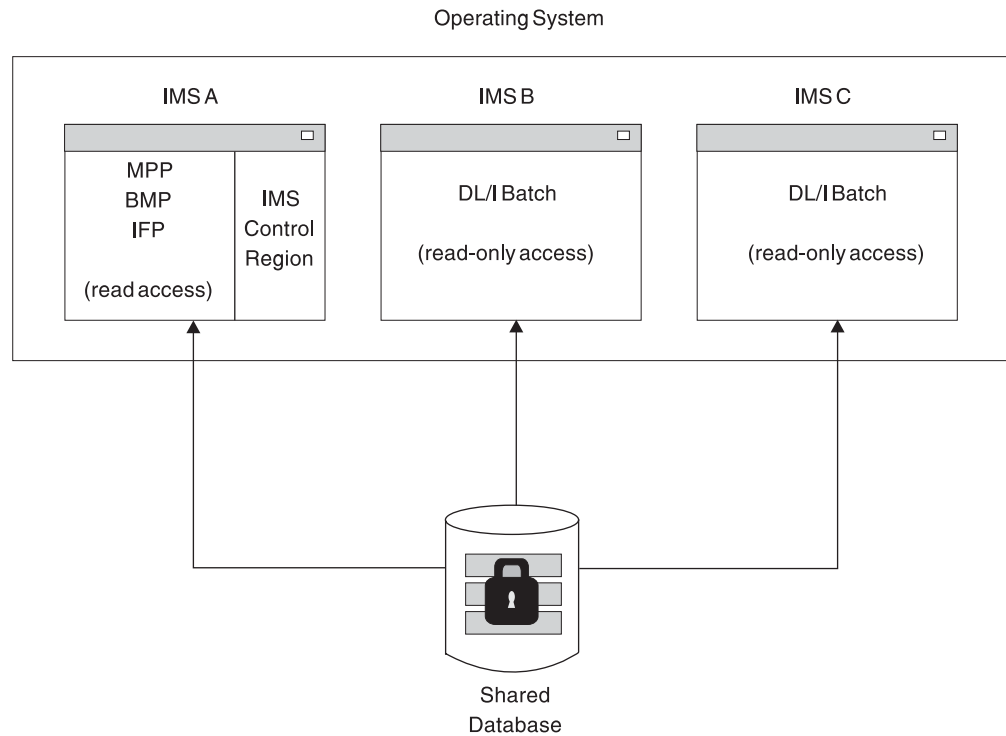 Operating System
IMS A
IMS B
IMS C
MPP
BMP
IFP
(read access)
IMS
Control
Region
DL/I Batch
(read-only access)
DL/I Batch
(read-only access)
Shared
Database